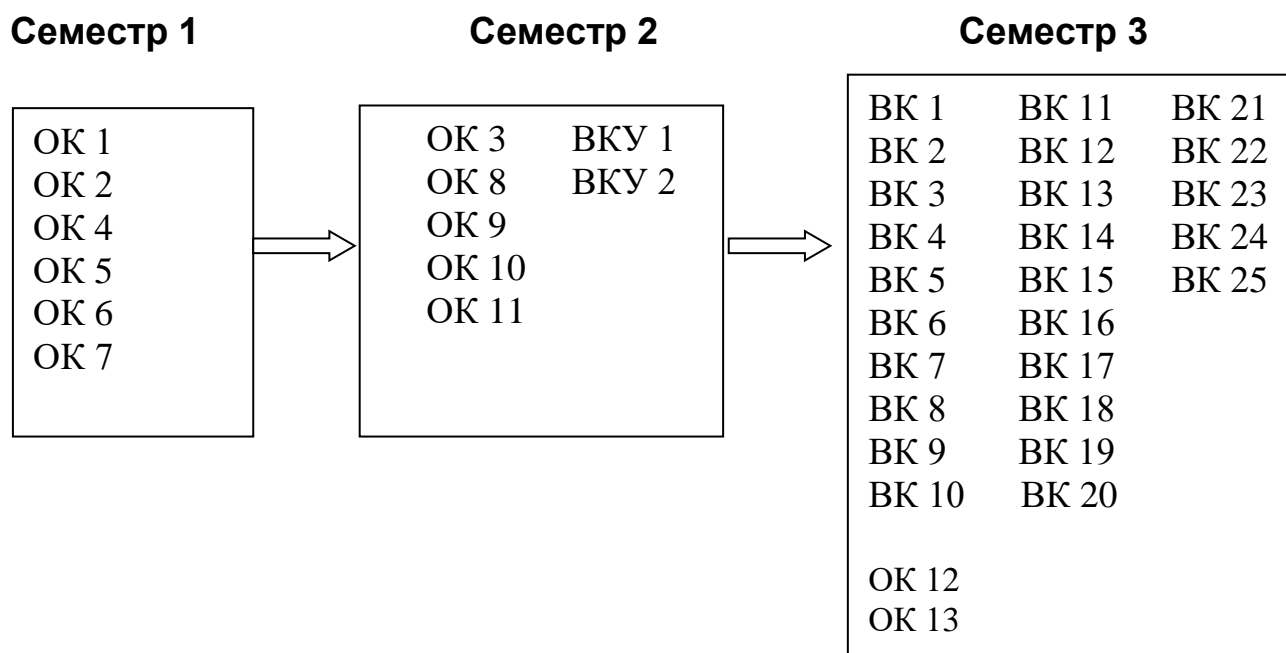 Семестр 1 Семестр 2 Семестр 3
ОК 1
ОК 2
ОК 4
ОК 5
ОК 6
ОК 7
ОК 3 ВКУ 1
ОК 8 ВКУ 2
ОК 9
ОК 10
ОК 11
ВК 1 ВК 11 ВК 21
ВК 2 ВК 12 ВК 22
ВК 3 ВК 13 ВК 23
ВК 4 ВК 14 ВК 24
ВК 5 ВК 15 ВК 25
ВК 6 ВК 16
ВК 7 ВК 17
ВК 8 ВК 18
ВК 9 ВК 19
ВК 10 ВК 20
ОК 12
ОК 13